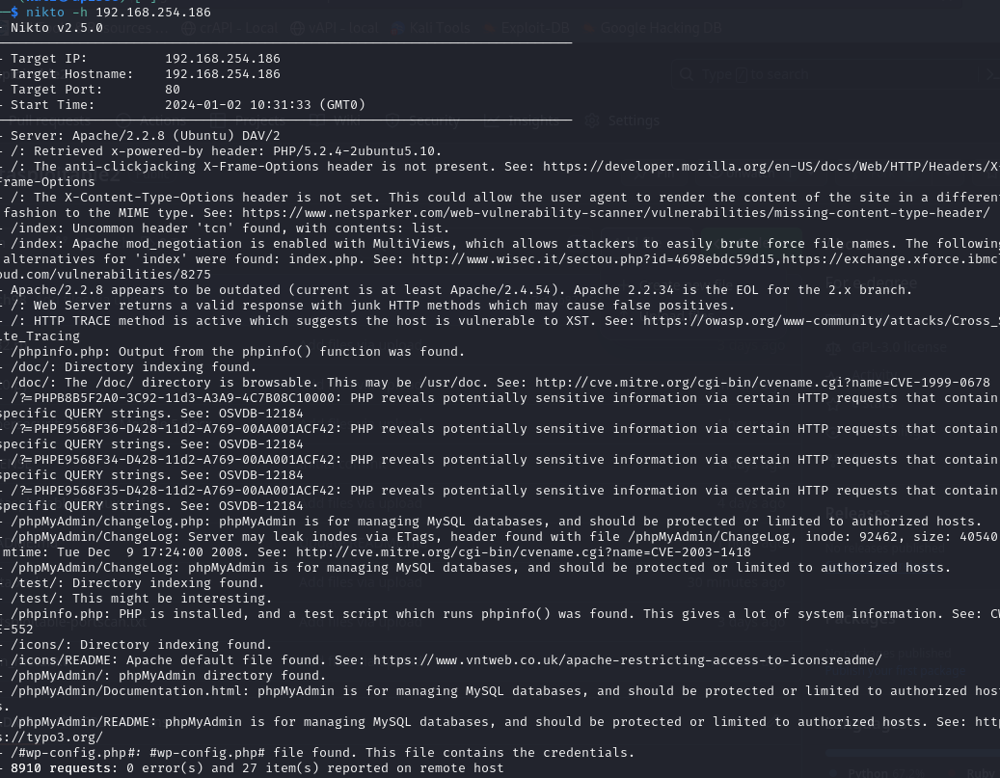 ─$ nikto -h 192.168.254.186
- Nikto v2.5.0
- Target IP:          192.168.254.186
- Target Hostname:    192.168.254.186
- Target Port:        80
- Start Time:         2024-01-02 10:31:33 (GMT0)
- Server: Apache/2.2.8 (Ubuntu) DAV/2
- /: Retrieved x-powered-by header: PHP/5.2.4-2ubuntu5.10.
- /: The anti-clickjacking X-Frame-Options header is not present. See: https://developer.mozilla.org/en-US/docs/Web/HTTP/Headers/X-
Frame-Options
- /: The X-Content-Type-Options header is not set. This could allow the user agent to render the content of the site in a different
fashion to the MIME type. See: https://www.netsparker.com/web-vulnerability-scanner/vulnerabilities/missing-content-type-header/
- /index: Uncommon header 'tcn' found, with contents: list.
- /index: Apache mod_negotiation is enabled with MultiViews, which allows attackers to easily brute force file names. The following
alternatives for 'index' were found: index.php. See: http://www.wisec.it/sectou.php?id=4698ebdc59d15,https://exchange.xforce.ibmcl
oud.com/vulnerabilities/8275
- Apache/2.2.8 appears to be outdated (current is at least Apache/2.4.54). Apache 2.2.34 is the EOL for the 2.x branch.
- /: Web Server returns a valid response with junk HTTP methods which may cause false positives.
- /: HTTP TRACE method is active which suggests the host is vulnerable to XST. See: https://owasp.org/www-community/attacks/Cross_S
ite_Tracing
- /phpinfo.php: Output from the phpinfo() function was found.
- /doc/: Directory indexing found.
- /doc/: The /doc/ directory is browsable. This may be /usr/doc. See: http://cve.mitre.org/cgi-bin/cvename.cgi?name=CVE-1999-0678
- /?=PHPB8B5F2A0-3C92-11d3-A3A9-4C7B08C10000: PHP reveals potentially sensitive information via certain HTTP requests that contain
specific QUERY strings. See: OSVDB-12184
- /?=PHPE9568F36-D428-11d2-A769-00AA001ACF42: PHP reveals potentially sensitive information via certain HTTP requests that contain
specific QUERY strings. See: OSVDB-12184
- /?=PHPE9568F34-D428-11d2-A769-00AA001ACF42: PHP reveals potentially sensitive information via certain HTTP requests that contain
specific QUERY strings. See: OSVDB-12184
- /?=PHPE9568F35-D428-11d2-A769-00AA001ACF42: PHP reveals potentially sensitive information via certain HTTP requests that contain
specific QUERY strings. See: OSVDB-12184
- /phpMyAdmin/changelog.php: phpMyAdmin is for managing MySQL databases, and should be protected or limited to authorized hosts.
- /phpMyAdmin/ChangeLog: Server may leak inodes via ETags, header found with file /phpMyAdmin/ChangeLog, inode: 92462, size: 40540
mtime: Tue Dec  9 17:24:00 2008. See: http://cve.mitre.org/cgi-bin/cvename.cgi?name=CVE-2003-1418
- /phpMyAdmin/ChangeLog: phpMyAdmin is for managing MySQL databases, and should be protected or limited to authorized hosts.
- /test/: Directory indexing found.
- /test/: This might be interesting.
- /phpinfo.php: PHP is installed, and a test script which runs phpinfo() was found. This gives a lot of system information. See: CW
E-552
- /icons/: Directory indexing found.
- /icons/README: Apache default file found. See: https://www.vntweb.co.uk/apache-restricting-access-to-iconsreadme/
- /phpMyAdmin/: phpMyAdmin directory found.
- /phpMyAdmin/Documentation.html: phpMyAdmin is for managing MySQL databases, and should be protected or limited to authorized host
s.
- /phpMyAdmin/README: phpMyAdmin is for managing MySQL databases, and should be protected or limited to authorized hosts. See: http
s://typo3.org/
- /#wp-config.php#: #wp-config.php# file found. This file contains the credentials.
- 8910 requests: 0 error(s) and 27 item(s) reported on remote host